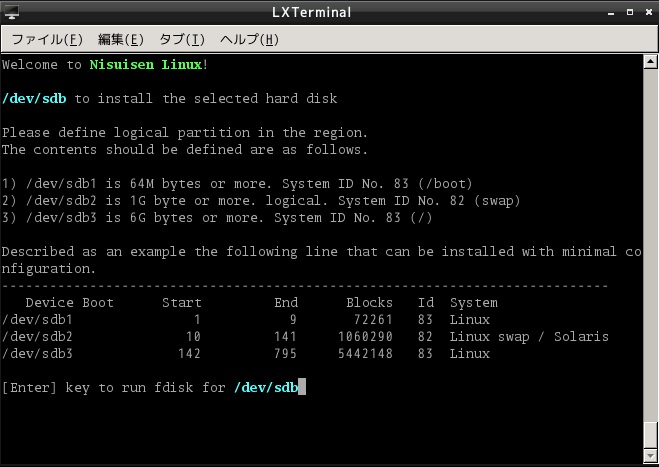 LXTerminal
ファイル(F) 編集(E) タブ(T) ヘルプ(H)
Welcome to Nisuisen Linux!
/dev/sdb to install the selected hard disk
Please define logical partition in the region.
The contents should be defined are as follows.
1) /dev/sdb1 is 64M bytes or more. System ID No. 83 (/boot)
2) /dev/sdb2 is 1G byte or more. logical. System ID No. 82 (swap)
3) /dev/sdb3 is 6G bytes or more. System ID No. 83 (/)
Described as an example the following line that can be installed with minimal co
nfiguration.
----------------------------------------------------------------------------
Device Boot Start End Blocks Id System
/dev/sdb1 1 9 72261 83 Linux
/dev/sdb2 10 141 1060290 82 Linux swap / Solaris
/dev/sdb3 142 795 5442148 83 Linux
[Enter] key to run fdisk for /dev/sdb